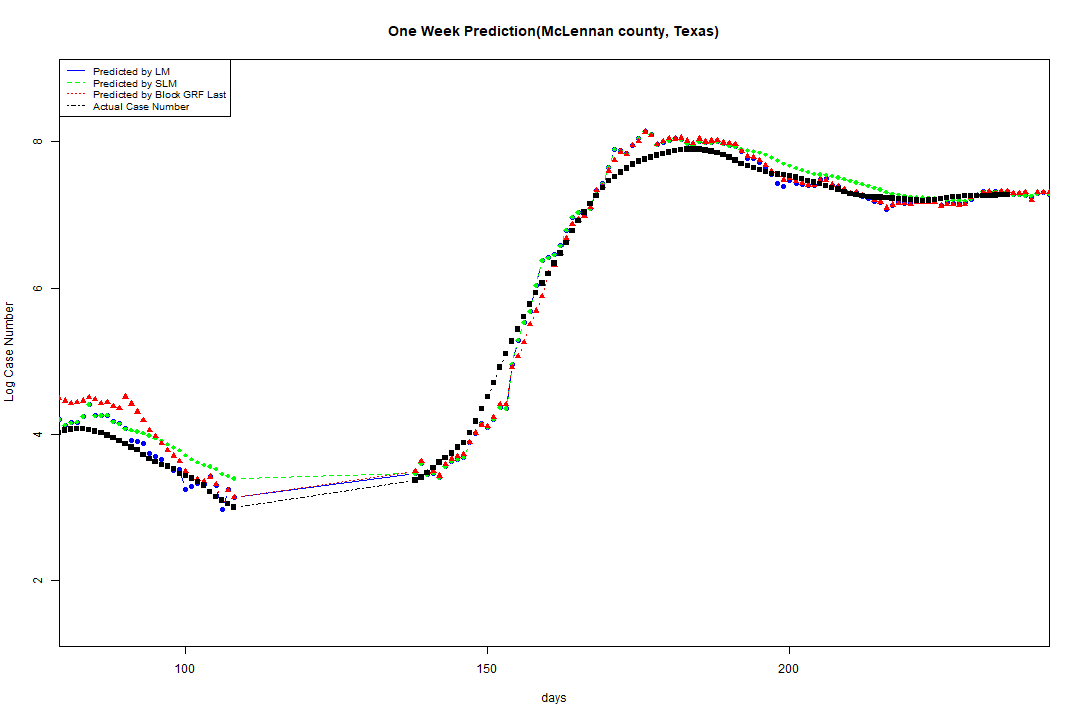 One Week Prediction(McLennan county, Texas)
Predicted by LM
Predicted by SLM
Predicted by Block GRF Last
Actual Case Number
8
6
4
2
Log Case Number
100 150 200
days